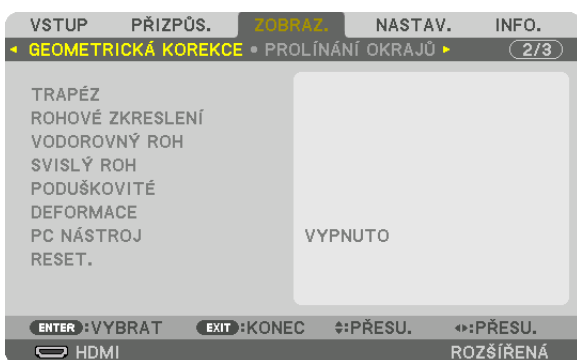 VSTUP PŘIZPŮS. ZOBRAZ. NASTAV. INFO.
GEOMETRICKÁ KOREKCE • PROLÍNÁNÍ OKRAJŮ 2/3
TRAPÉZ
ROHOVÉ ZKRESLENÍ
VODOROVNÝ ROH
SVISLÝ ROH
PODUŠKOVITÉ
DEFORMACE
PC NÁSTROJ VYPNUTO
RESET.
ENTER :VYBRAT EXIT :KONEC :PŘESU. :PŘESU.
HDMI ROZŠÍŘENÁ